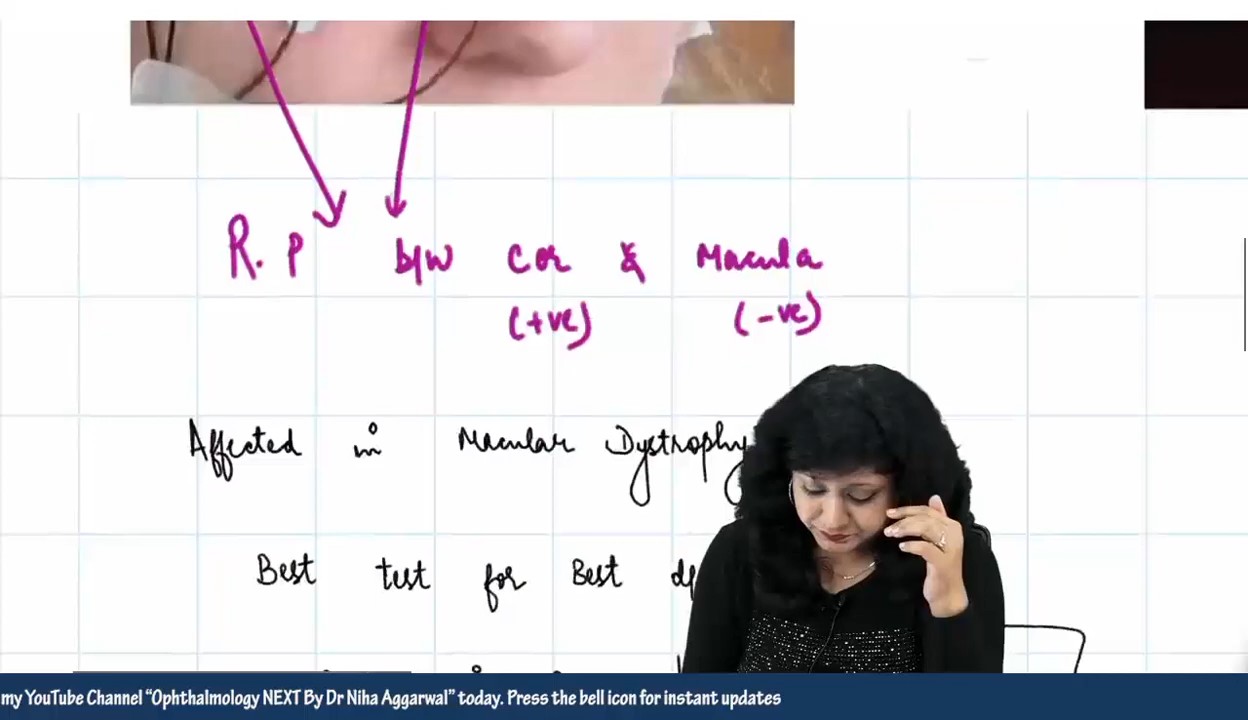 R. P b/w Cor & Macula
(+ve) (-ve)
Affected in Macular Dystrophy
Best test for Best
my YouTube Channel “Ophthalmology NEXT By Dr Niha Aggarwal” today. Press the bell icon for instant updates